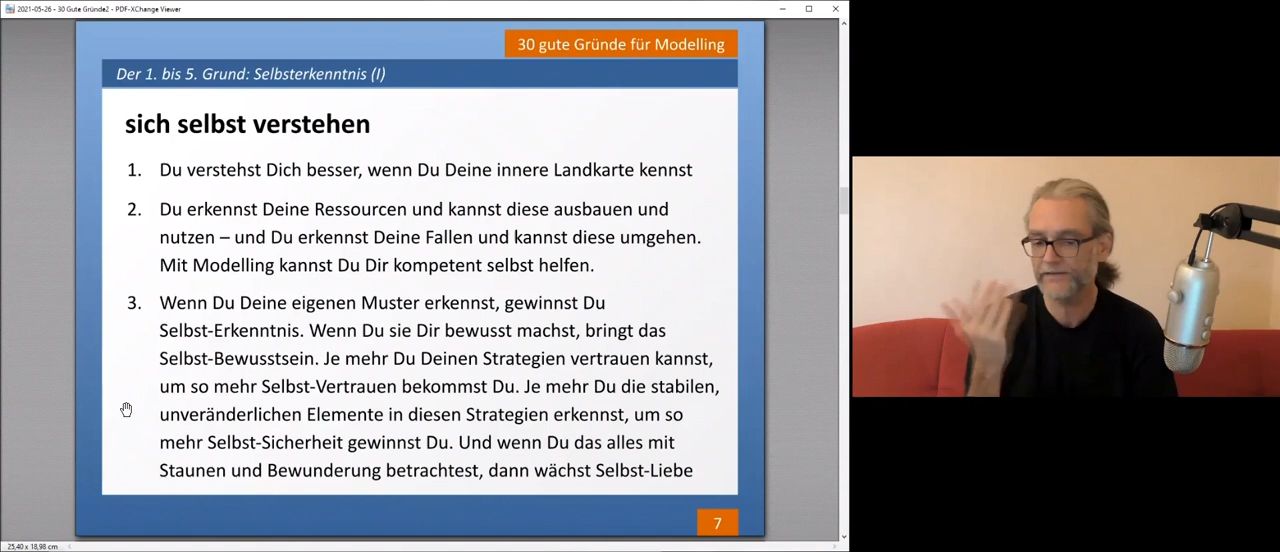 2021-05-26 - 30 Gute Gründe2 - PDF-XChange Viewer
30 gute Gründe für Modelling
Der 1. bis 5. Grund: Selbsterkenntnis (I)
sich selbst verstehen
1. Du verstehst Dich besser, wenn Du Deine innere Landkarte kennst
2. Du erkennst Deine Ressourcen und kannst diese ausbauen und
nutzen – und Du erkennst Deine Fallen und kannst diese umgehen.
Mit Modelling kannst Du Dir kompetent selbst helfen.
3. Wenn Du Deine eigenen Muster erkennst, gewinnst Du
Selbst-Erkenntnis. Wenn Du sie Dir bewusst machst, bringt das
Selbst-Bewusstsein. Je mehr Du Deinen Strategien vertrauen kannst,
um so mehr Selbst-Vertrauen bekommst Du. Je mehr Du die stabilen,
unveränderlichen Elemente in diesen Strategien erkennst, um so
mehr Selbst-Sicherheit gewinnst Du. Und wenn Du das alles mit
Staunen und Bewunderung betrachtest, dann wächst Selbst-Liebe
7
25,40 x 18,98 cm